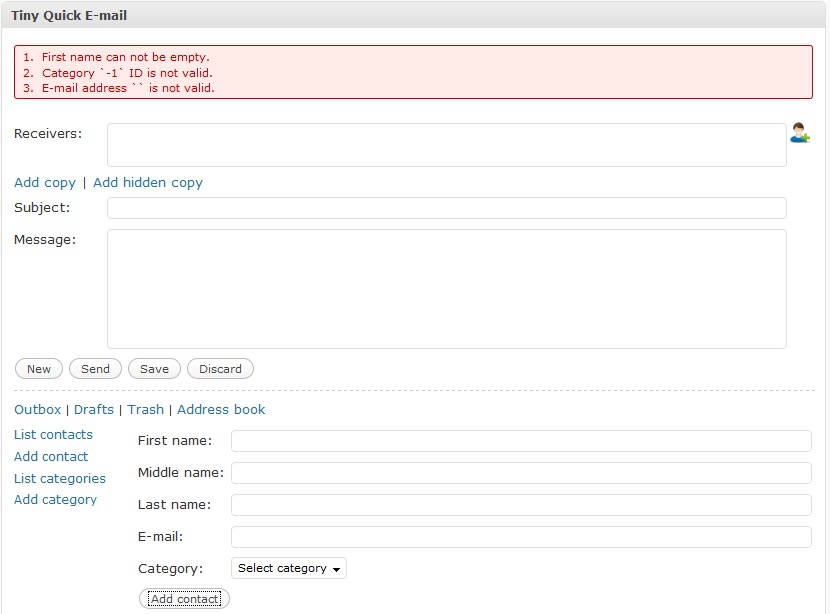 Tiny Quick E-mail
1. First name can not be empty.
2. Category `-1` ID is not valid.
3. E-mail address `` is not valid.
Receivers:
Add copy | Add hidden copy
Subject:
Message:
New Send Save Discard
Outbox | Drafts | Trash | Address book
List contacts
Add contact
List categories
Add category
First name:
Middle name:
Last name:
E-mail:
Category: Select category
Add contact